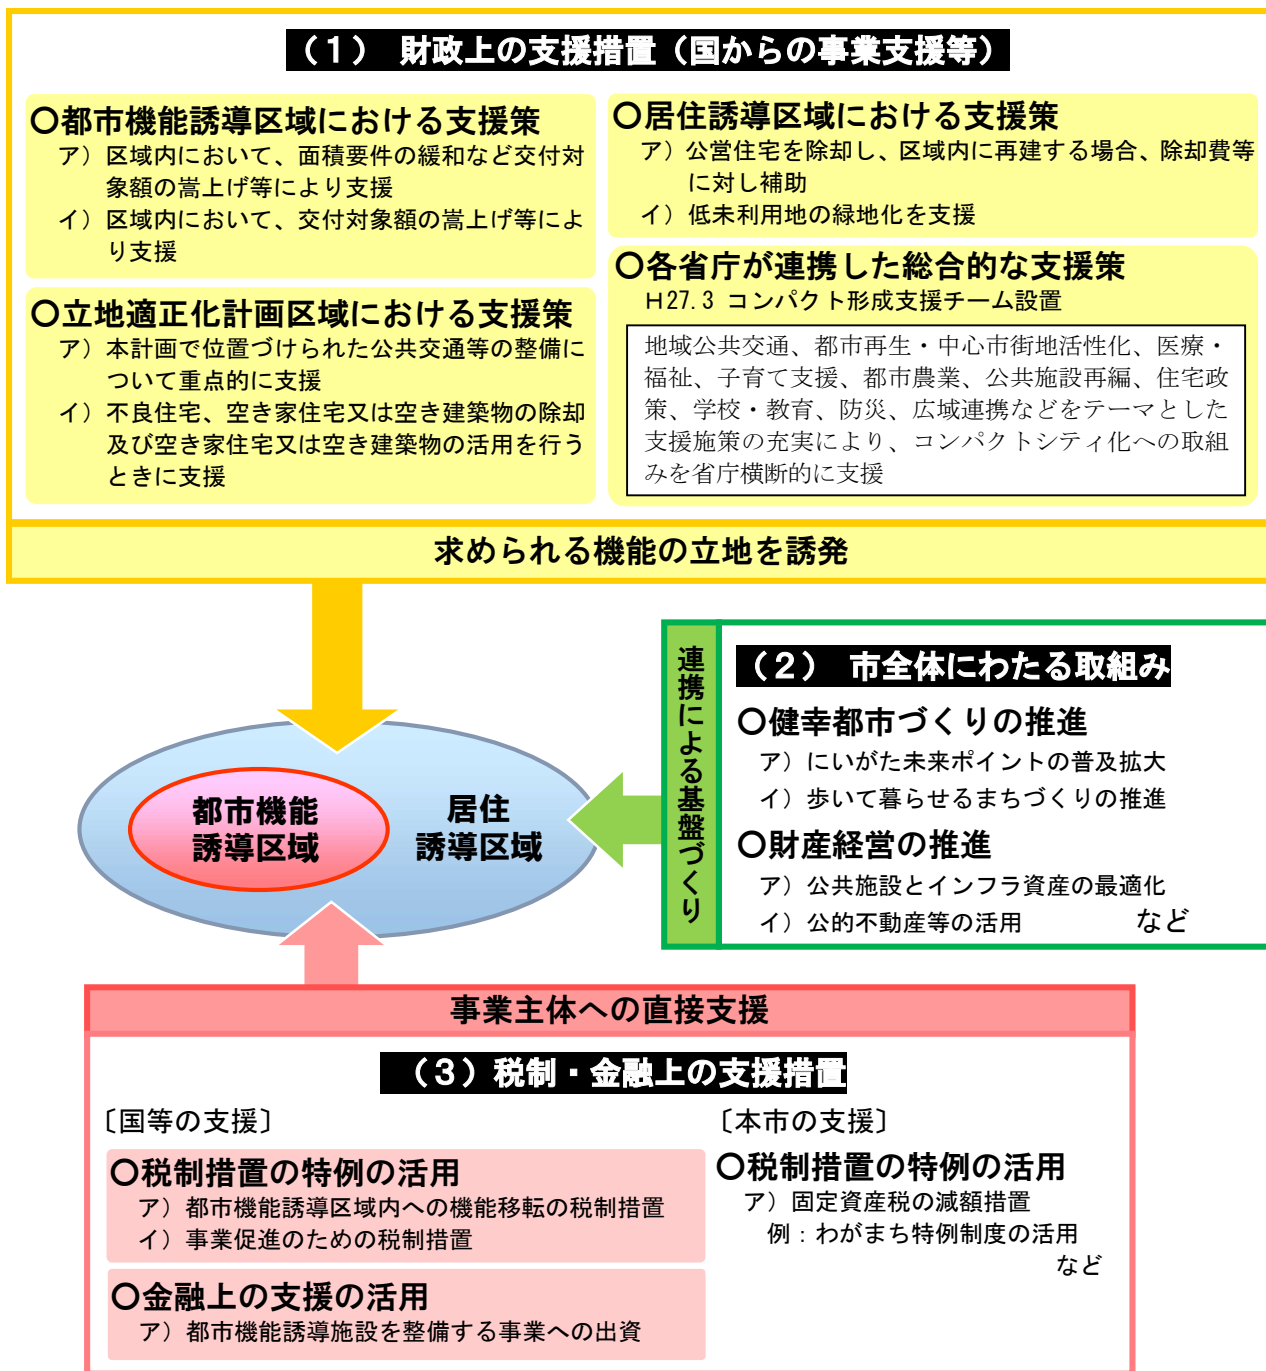 （１） 財政上の支援措置（国からの事業支援等）
〇都市機能誘導区域における支援策
ア）区域内において、面積要件の緩和など交付対
象額の嵩上げ等により支援
イ）区域内において、交付対象額の嵩上げ等によ
り支援
〇立地適正化計画区域における支援策
ア）本計画で位置づけられた公共交通等の整備に
ついて重点的に支援
イ）不良住宅、空き家住宅又は空き建築物の除却
及び空き家住宅又は空き建築物の活用を行う
ときに支援
〇居住誘導区域における支援策
ア）公営住宅を除却し、区域内に再建する場合、除却費等
に対し補助
イ）低未利用地の緑地化を支援
〇各省庁が連携した総合的な支援策
Ｈ27.3 コンパクト形成支援チーム設置
地域公共交通、都市再生・中心市街地活性化、医療・
福祉、子育て支援、都市農業、公共施設再編、住宅政
策、学校・教育、防災、広域連携などをテーマとした
支援施策の充実により、コンパクトシティ化への取組
みを省庁横断的に支援
求められる機能の立地を誘発
都市機能
誘導区域
居住
誘導区域
連携による基盤づくり
（２） 市全体にわたる取組み
〇健幸都市づくりの推進
ア）にいがた未来ポイントの普及拡大
イ）歩いて暮らせるまちづくりの推進
〇財産経営の推進
ア）公共施設とインフラ資産の最適化
イ）公的不動産等の活用 など
事業主体への直接支援
（３）税制・金融上の支援措置
〔国等の支援〕
〇税制措置の特例の活用
ア）都市機能誘導区域内への機能移転の税制措置
イ）事業促進のための税制措置
〇金融上の支援の活用
ア）都市機能誘導施設を整備する事業への出資
〔本市の支援〕
〇税制措置の特例の活用
ア）固定資産税の減額措置
例：わがまち特例制度の活用
など